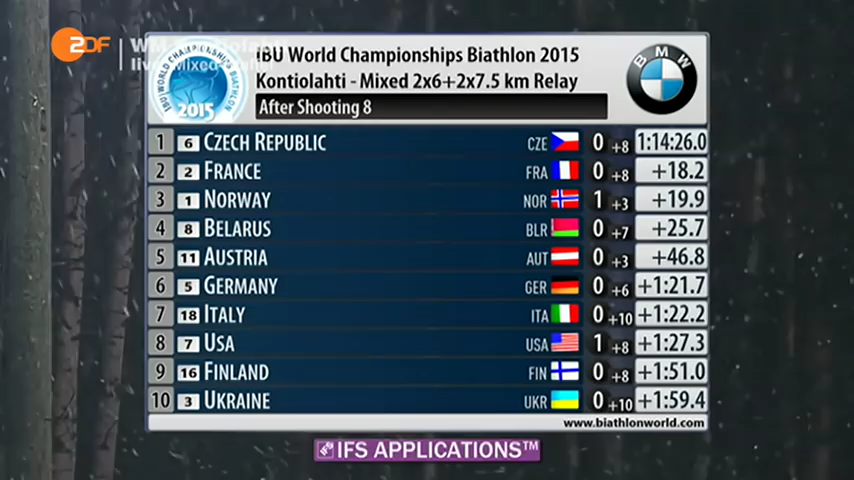 ZDF
IBU World Championships Biathlon 2015
Kontiolahti - Mixed 2x6+2x7.5 km Relay
After Shooting 8
IBU WORLD CHAMPIONSHIPS BIATHLON
2015
BMW
1 6 CZECH REPUBLIC CZE 0 +8 1:14:26.0
2 2 FRANCE FRA 0 +8 +18.2
3 1 NORWAY NOR 1 +3 +19.9
4 8 BELARUS BLR 0 +7 +25.7
5 11 AUSTRIA AUT 0 +3 +46.8
6 5 GERMANY GER 0 +6 +1:21.7
7 18 ITALY ITA 0 +10 +1:22.2
8 7 USA USA 1 +8 +1:27.3
9 16 FINLAND FIN 0 +8 +1:51.0
10 3 UKRAINE UKR 0 +10 +1:59.4
www.biathlonworld.com
IFS APPLICATIONS™